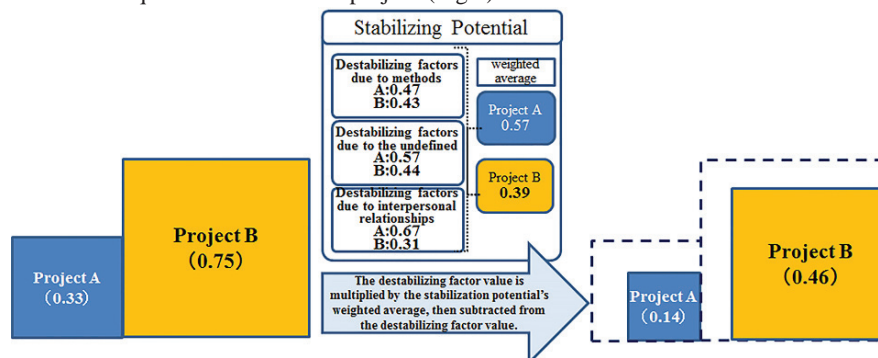 Stabilizing Potential
Destabilizing factors
due to methods
A:0.47
B:0.43
weighted
average
Project A
0.57
Destabilizing factors
due to the undefined
A:0.57
B:0.44
Project B
0.39
Destabilizing factors
due to interpersonal
relationships
A:0.67
B:0.31
Project A
(0.33)
Project B
(0.75)
The destabilizing factor value is
multiplied by the stabilization potential's
weighted average, then subtracted from
the destabilizing factor value.
Project A
(0.14)
Project B
(0.46)